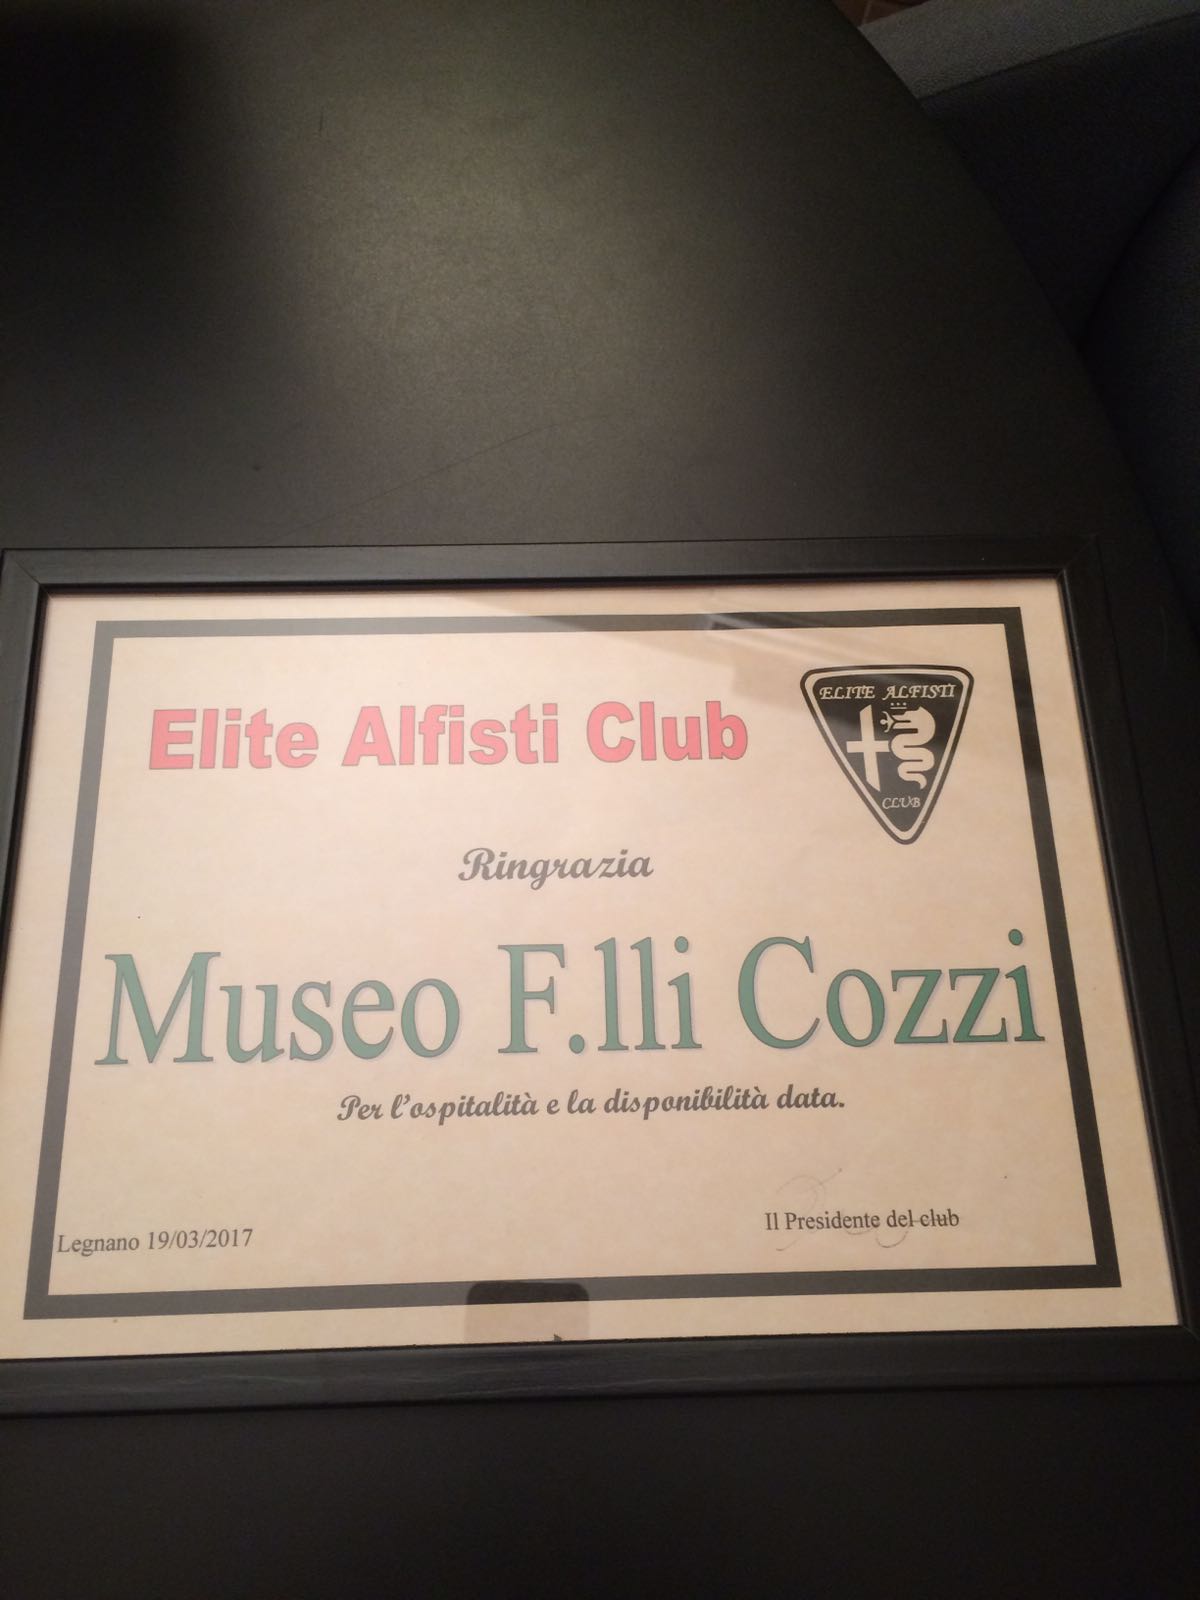 Elite Alfisti Club
ELITE ALFISTI
CLUB
Ringrazia
Museo F.lli Cozzi
Per l'ospitalità e la disponibilità data.
Il Presidente del club
Legnano 19/03/2017